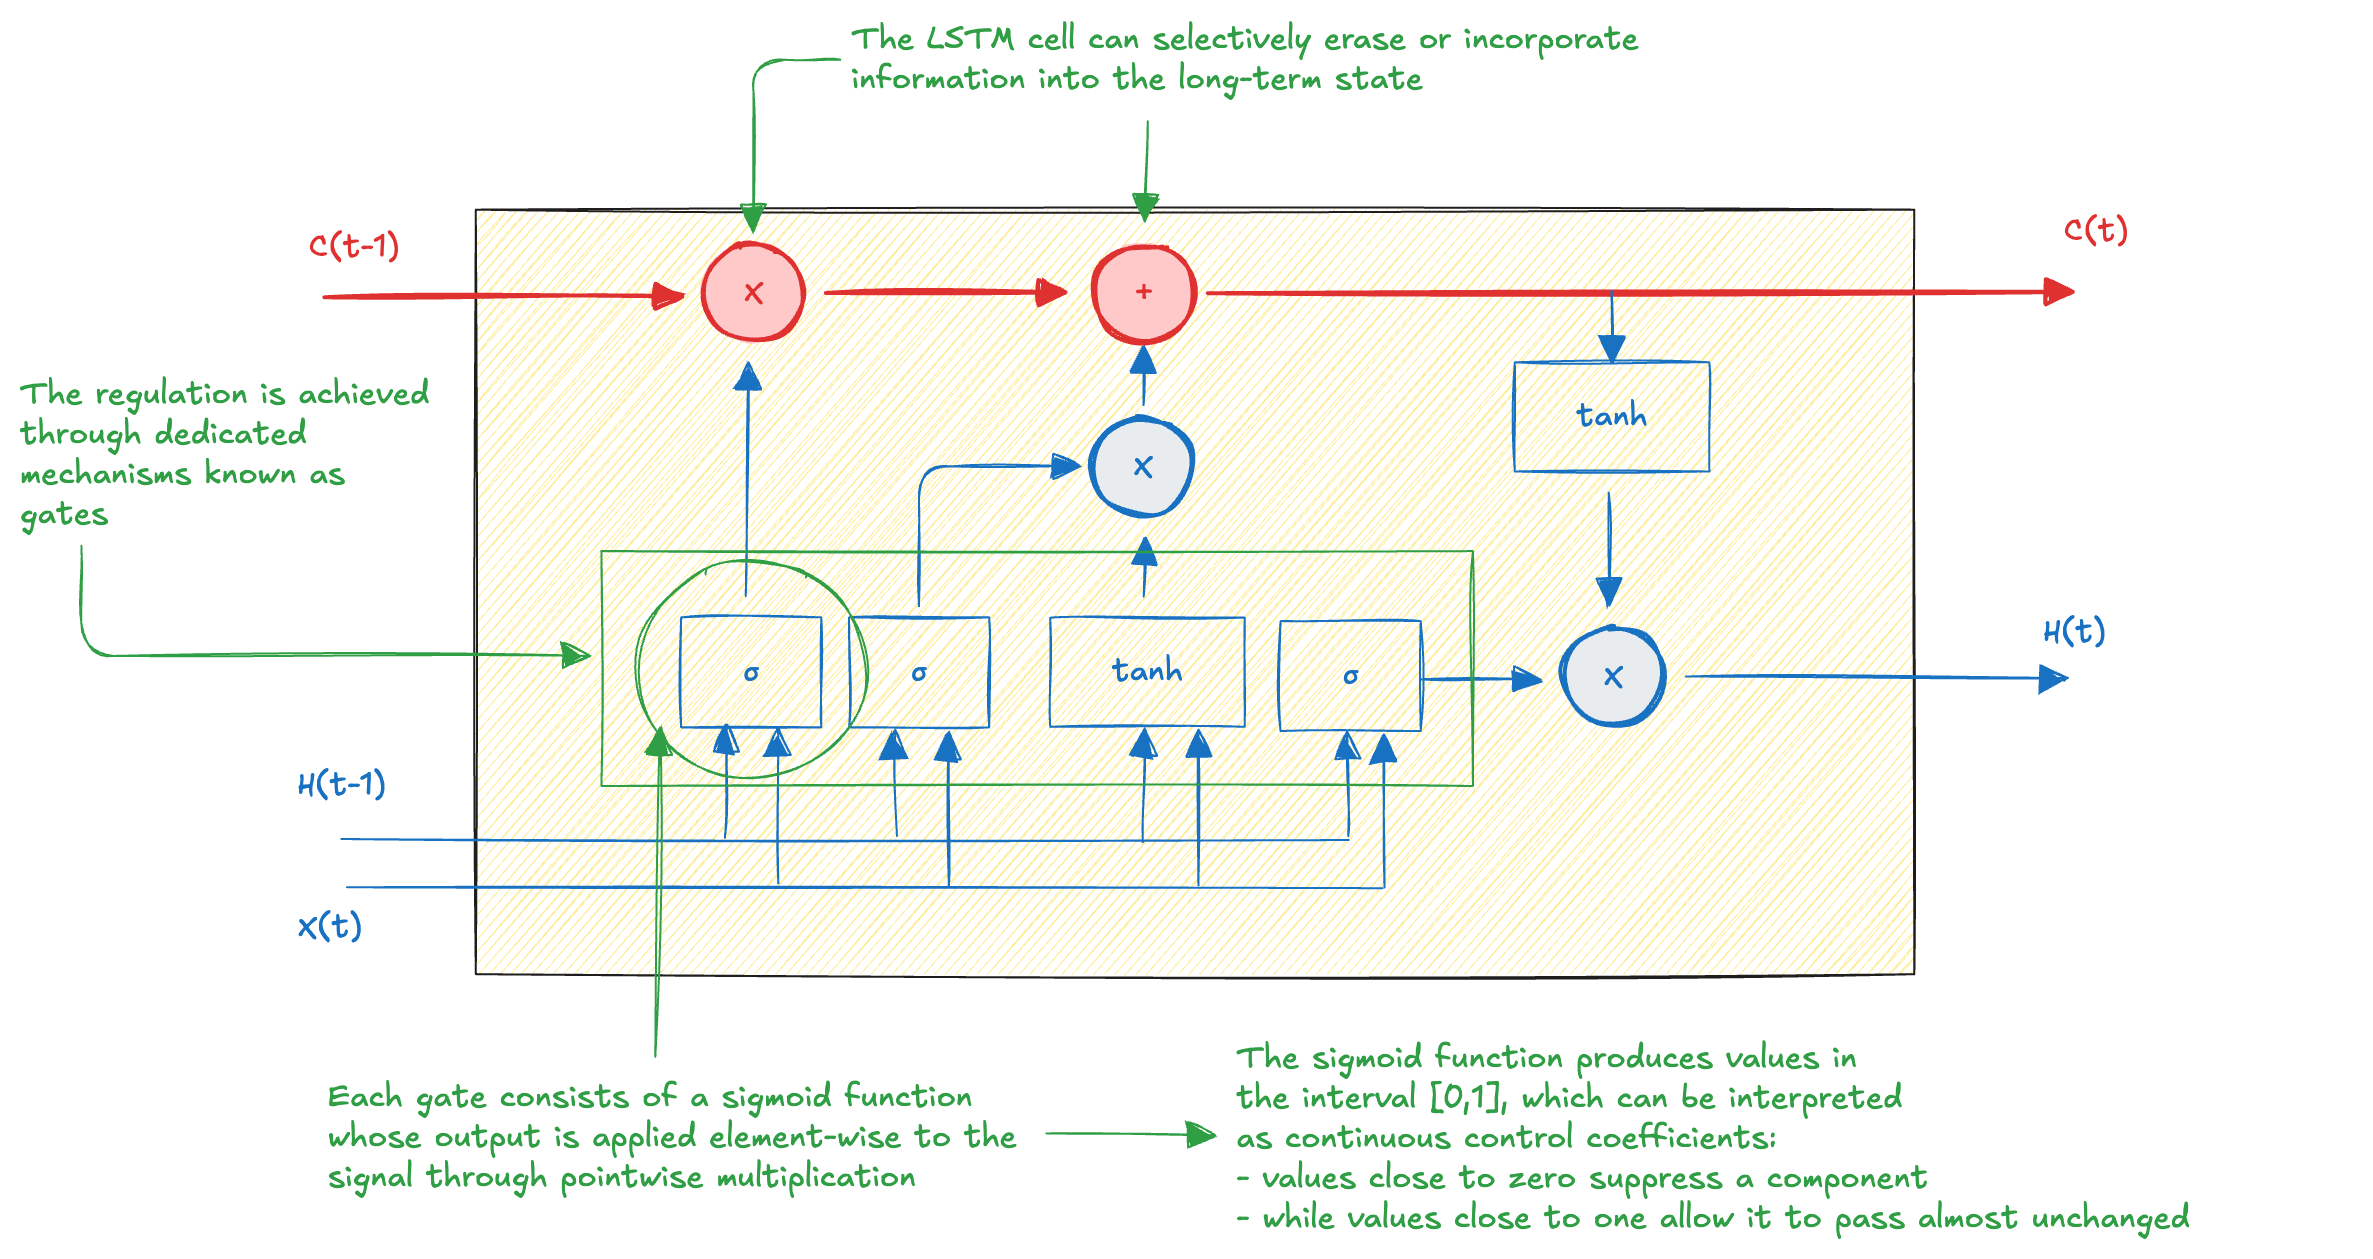 The LSTM cell can selectively erase or incorporate
information into the long-term state
C(t-1)
C(t)
x
+
The regulation is achieved
through dedicated
mechanisms known as
gates
tanh
x
H(t)
σ
σ
tanh
σ
x
H(t-1)
X(t)
Each gate consists of a sigmoid function
whose output is applied element-wise to the
signal through pointwise multiplication
The sigmoid function produces values in
the interval [0,1], which can be interpreted
as continuous control coefficients:
- values close to zero suppress a component
- while values close to one allow it to pass almost unchanged